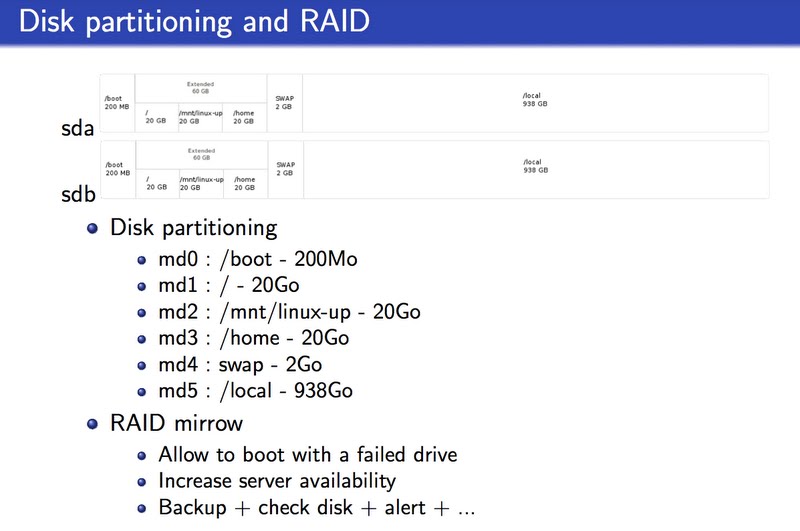 Disk partitioning and RAID
/boot
200 MB
Extended
60 GB
/
20 GB
/mnt/linux-up
20 GB
/home
20 GB
SWAP
2 GB
/local
938 GB
sda
/boot
200 MB
Extended
60 GB
/
20 GB
/mnt/linux-up
20 GB
/home
20 GB
SWAP
2 GB
/local
938 GB
sdb
Disk partitioning
md0 : /boot - 200Mo
md1 : / - 20Go
md2 : /mnt/linux-up - 20Go
md3 : /home - 20Go
md4 : swap - 2Go
md5 : /local - 938Go
RAID mirrow
Allow to boot with a failed drive
Increase server availability
Backup + check disk + alert + ...